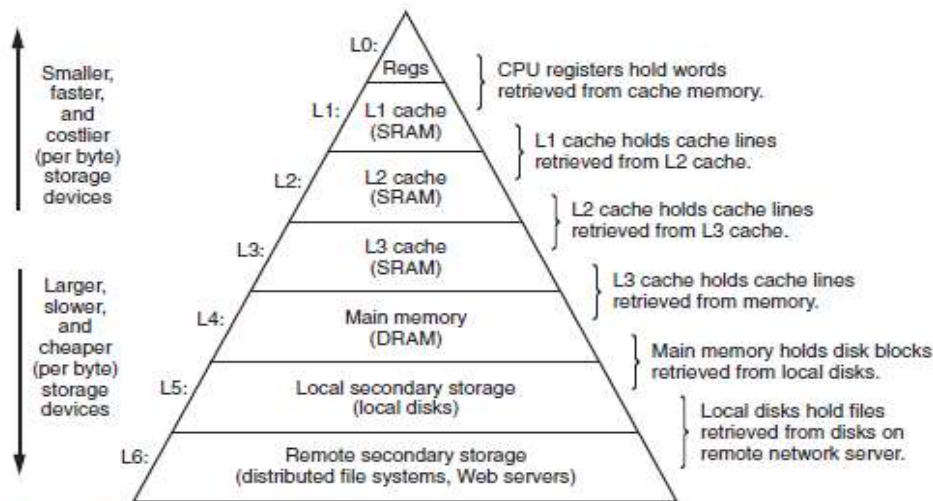 L0:
Regs
CPU registers hold words
retrieved from cache memory.
Smaller,
faster,
and
costlier
(per byte)
storage
devices
L1:
L1 cache
(SRAM)
L1 cache holds cache lines
retrieved from L2 cache.
L2:
L2 cache
(SRAM)
L2 cache holds cache lines
retrieved from L3 cache.
L3:
L3 cache
(SRAM)
L3 cache holds cache lines
retrieved from memory.
Larger,
slower,
and
cheaper
(per byte)
storage
devices
L4:
Main memory
(DRAM)
Main memory holds disk blocks
retrieved from local disks.
L5:
Local secondary storage
(local disks)
Local disks hold files
retrieved from disks on
remote network server.
L6:
Remote secondary storage
(distributed file systems, Web servers)